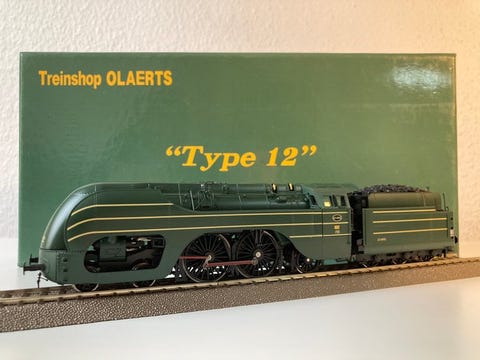 Treinshop OLAERTS
“Type 12”